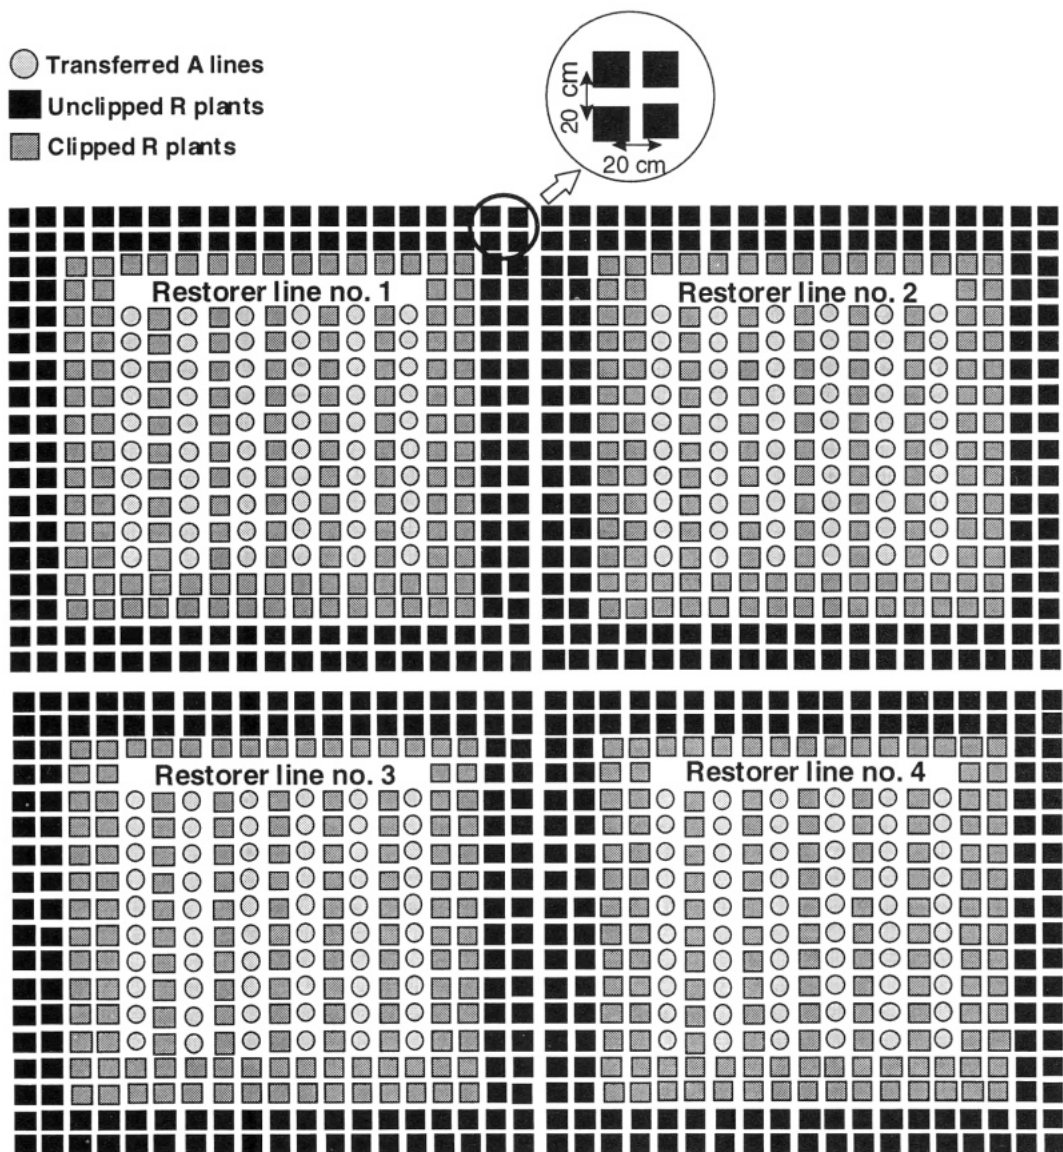 Transferred A lines
Unclipped R plants
Clipped R plants
20 cm
20 cm
Restorer line no. 1
Restorer line no. 2
Restorer line no. 3
Restorer line no. 4